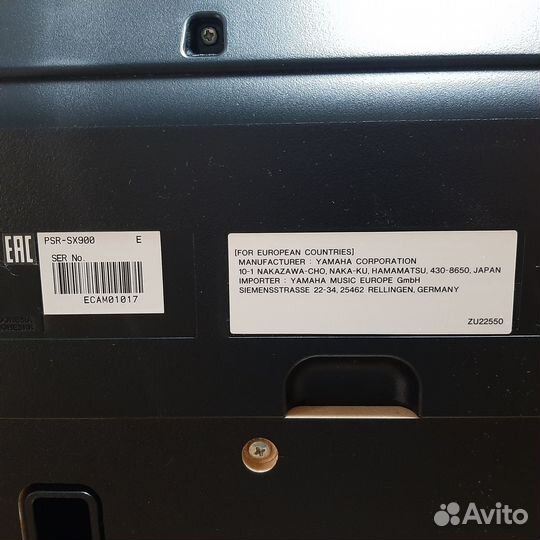 EAC
PSR-SX900 E
SER No.
ECAM01017
[FOR EUROPEAN COUNTRIES]
MANUFACTURER : YAMAHA CORPORATION
10-1 NAKAZAWA-CHO, NAKA-KU, HAMAMATSU, 430-8650, JAPAN
IMPORTER : YAMAHA MUSIC EUROPE GmbH
SIEMENSSTRASSE 22-34, 25462 RELLINGEN, GERMANY
ZU22550
Avito